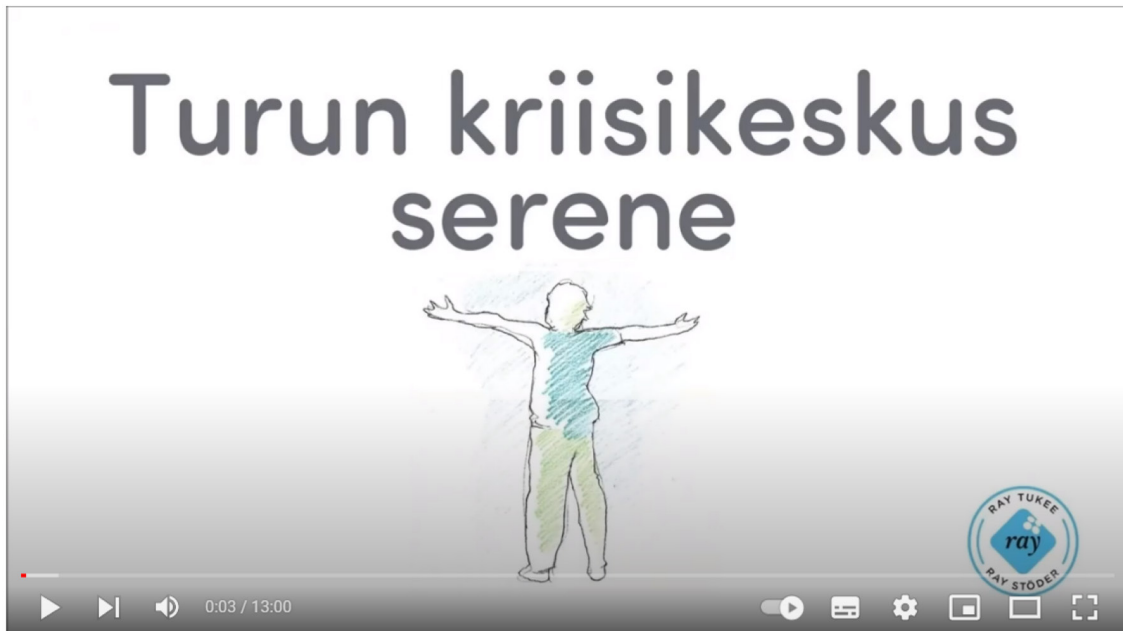 Turun kriisikeskus
serene
RAY TUKEE
ray
RAY STÖDER
0:03 / 13:00